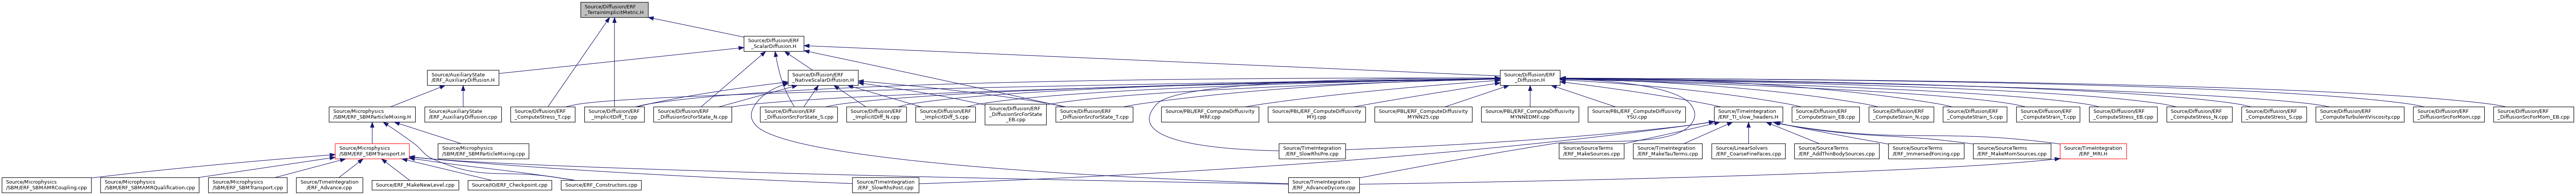 Source/Diffusion/ERF
_TerrainImplicitMetric.H
Source/Diffusion/ERF
_ScalarDiffusion.H
Source/AuxiliaryState
/ERF_AuxiliaryDiffusion.H
Source/Diffusion/ERF
_NativeScalarDiffusion.H
Source/Diffusion/ERF
_Diffusion.H
Source/Microphysics
/SBM/ERF_SBMParticleMixing.H
Source/AuxiliaryState
/ERF_AuxiliaryDiffusion.cpp
Source/Diffusion/ERF
_ComputeStress_T.cpp
Source/Diffusion/ERF
_ImplicitDiff_T.cpp
Source/Diffusion/ERF
_DiffusionSrcForState_N.cpp
Source/Diffusion/ERF
_DiffusionSrcForState_S.cpp
Source/Diffusion/ERF
_ImplicitDiff_N.cpp
Source/Diffusion/ERF
_ImplicitDiff_S.cpp
Source/Diffusion/ERF
_DiffusionSrcForState
_EB.cpp
Source/Diffusion/ERF
_DiffusionSrcForState_T.cpp
Source/PBL/ERF_ComputeDiffusivity
MRF.cpp
Source/PBL/ERF_ComputeDiffusivity
MYJ.cpp
Source/PBL/ERF_ComputeDiffusivity
MYNN25.cpp
Source/PBL/ERF_ComputeDiffusivity
MYNNEDMF.cpp
Source/PBL/ERF_ComputeDiffusivity
YSU.cpp
Source/TimeIntegration
/ERF_TI_slow_headers.H
Source/Diffusion/ERF
_ComputeStrain_EB.cpp
Source/Diffusion/ERF
_ComputeStrain_N.cpp
Source/Diffusion/ERF
_ComputeStrain_S.cpp
Source/Diffusion/ERF
_ComputeStrain_T.cpp
Source/Diffusion/ERF
_ComputeStress_EB.cpp
Source/Diffusion/ERF
_ComputeStress_N.cpp
Source/Diffusion/ERF
_ComputeStress_S.cpp
Source/Diffusion/ERF
_ComputeTurbulentViscosity.cpp
Source/Diffusion/ERF
_DiffusionSrcForMom.cpp
Source/Diffusion/ERF
_DiffusionSrcForMom_EB.cpp
Source/Microphysics
/SBM/ERF_SBMTransport.H
Source/Microphysics
/SBM/ERF_SBMParticleMixing.cpp
Source/TimeIntegration
/ERF_SlowRhsPre.cpp
Source/SourceTerms
/ERF_MakeSources.cpp
Source/TimeIntegration
/ERF_MakeTauTerms.cpp
Source/LinearSolvers
/ERF_CoarseFineFaces.cpp
Source/SourceTerms
/ERF_AddThinBodySources.cpp
Source/SourceTerms
/ERF_ImmersedForcing.cpp
Source/SourceTerms
/ERF_MakeMomSources.cpp
Source/TimeIntegration
/ERF_MRI.H
Source/Microphysics
/SBM/ERF_SBMAMRCoupling.cpp
Source/Microphysics
/SBM/ERF_SBMAMRQualification.cpp
Source/Microphysics
/SBM/ERF_SBMTransport.cpp
Source/TimeIntegration
/ERF_Advance.cpp
Source/ERF_MakeNewLevel.cpp
Source/IO/ERF_Checkpoint.cpp
Source/ERF_Constructors.cpp
Source/TimeIntegration
/ERF_SlowRhsPost.cpp
Source/TimeIntegration
/ERF_AdvanceDycore.cpp